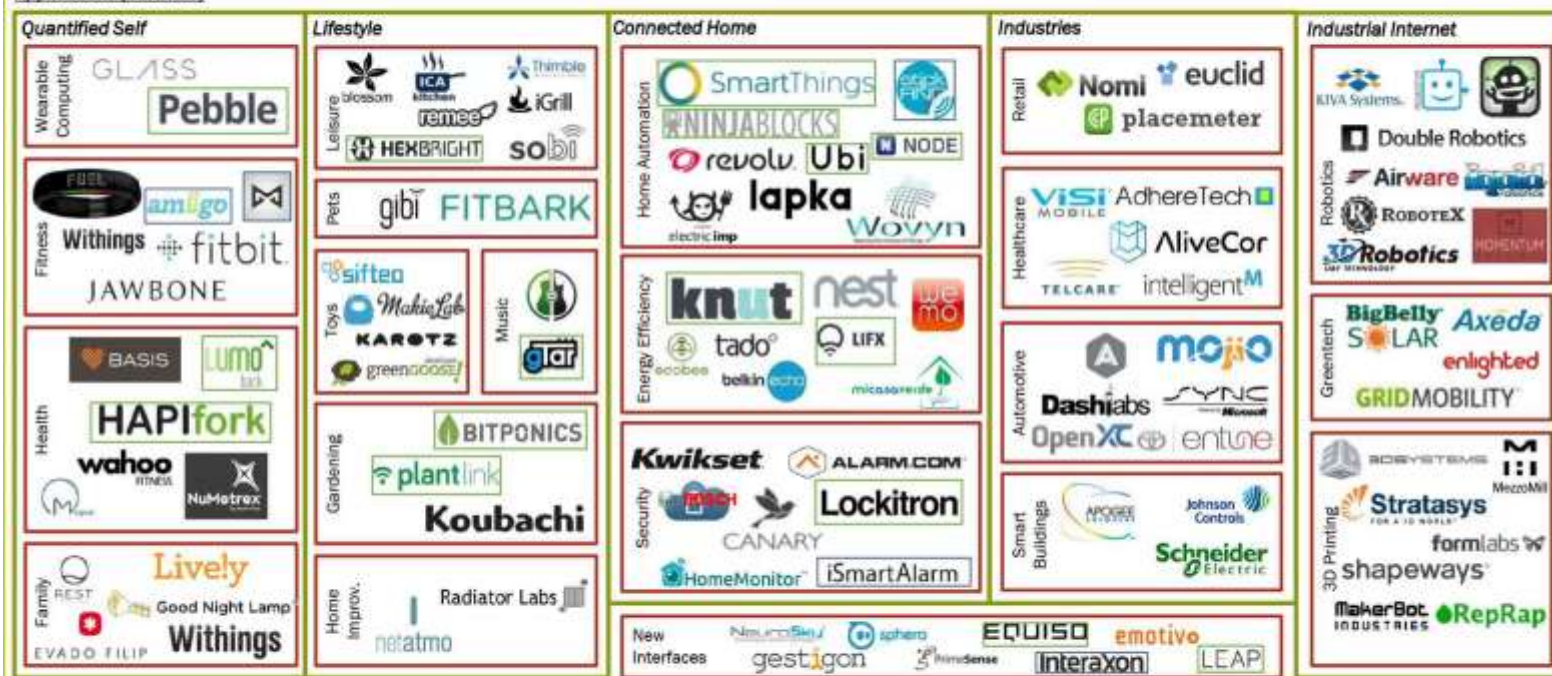 Quantified Self
Wearable Computing
GLASS
Pebble
Fitness
FUEL
amiigo
Withings
fitbit
JAWBONE
Health
BASIS
LUMO
back
HAPIfork
wahoo
FITNESS
NuMetrex
Family
REST
Live!y
Good Night Lamp
Withings
EVADO FILIP
Lifestyle
Leisure
blossom
ICA
kitchen
Thimble
remee
iGrill
HEXBRIGHT
sobi
Pets
gibi
FITBARK
Toys
sifteo
MakieLab
KAROTZ
greenGOOSE!
Music
gTAR
Gardening
BITPONICS
plantlink
Koubachi
Home Improv.
Radiator Labs
netatmo
Connected Home
Home Automation
SmartThings
NINJABLOCKS
revolv
Ubi
NODE
electric imp
lapka
Wovyn
Energy Efficiency
knut
nest
we
mo
ecobee
tado°
LIFX
belkin echo
micasaverde
Security
Kwikset
ALARM.COM
BOSCH
CANARY
Lockitron
HomeMonitor
iSmartAlarm
New Interfaces
NeuroSky
sphero
EQUISO
emotiv
gestigon
PrimeSense
InteraXon
LEAP
Industries
Retail
Nomi
euclid
placemeter
Healthcare
ViSi
MOBILE
AdhereTech
AliveCor
TELCARE
intelligentM
Automotive
mojio
Dashlabs
SYNC
Microsoft
OpenXC
entune
Smart Buildings
APOGEE
Johnson Controls
Schneider
Electric
Industrial Internet
Robotics
KIVA Systems
Double Robotics
Airware
ROBOTEX
3DRobotics
MOMENTUM
Greentech
BigBelly
SOLAR
Axeda
enlighted
GRIDMOBILITY
3D Printing
3DSYSTEMS
MezzoMill
Stratasys
FOR A 3D WORLD
formlabs
shapeways
MakerBot
INDUSTRIES
RepRap